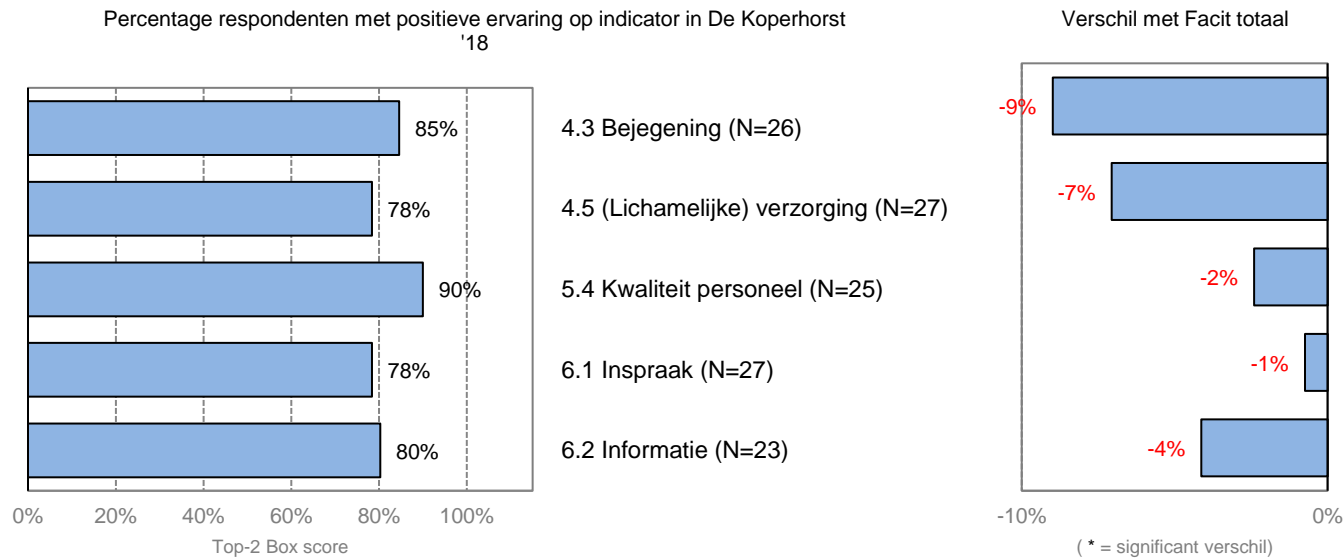 Percentage respondenten met positieve ervaring op indicator in De Koperhorst
'18
Verschil met Facit totaal
85%
4.3 Bejegening (N=26)
-9%
78%
4.5 (Lichamelijke) verzorging (N=27)
-7%
90%
5.4 Kwaliteit personeel (N=25)
-2%
78%
6.1 Inspraak (N=27)
-1%
80%
6.2 Informatie (N=23)
-4%
0% 20% 40% 60% 80% 100%
-10% 0%
Top-2 Box score
( * = significant verschil)